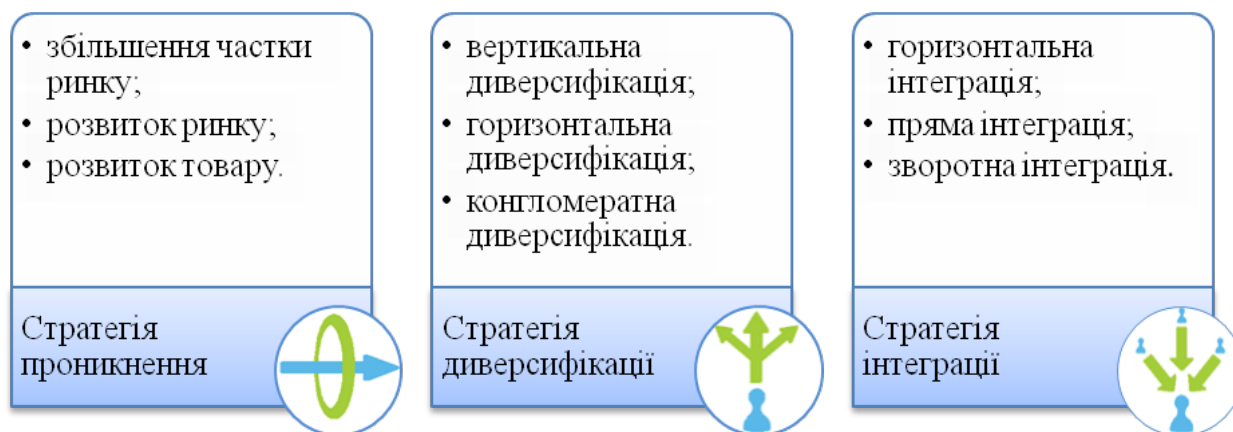 • збільшення частки
ринку;
• розвиток ринку;
• розвиток товару.
Стратегія
проникнення
• вертикальна
диверсифікація;
• горизонтальна
диверсифікація;
• конгломератна
диверсифікація.
Стратегія
диверсифікації
• горизонтальна
інтеграція;
• пряма інтеграція;
• зворотна інтеграція.
Стратегія
інтеграції